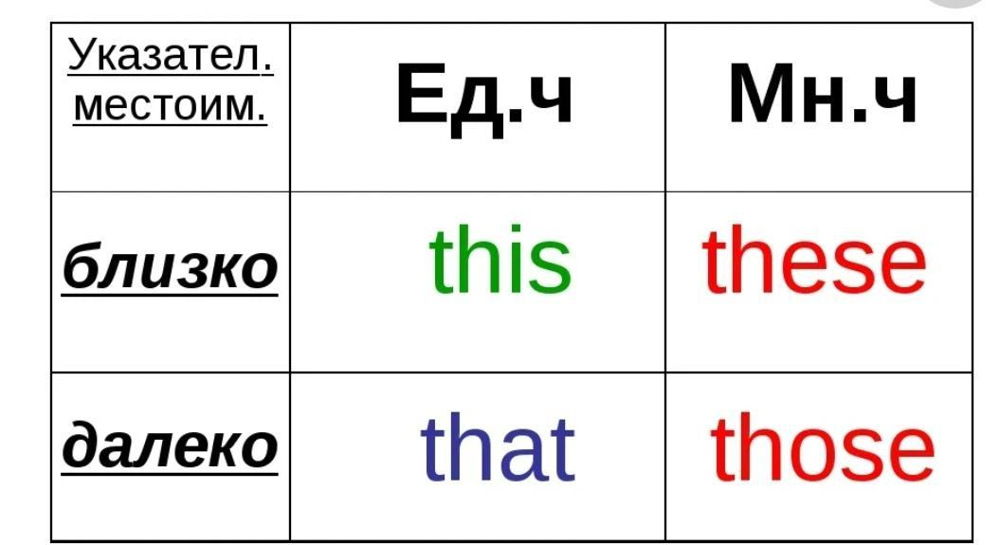 Указател.
местоим.
Ед.ч
Мн.ч
близко
this
these
далеко
that
those